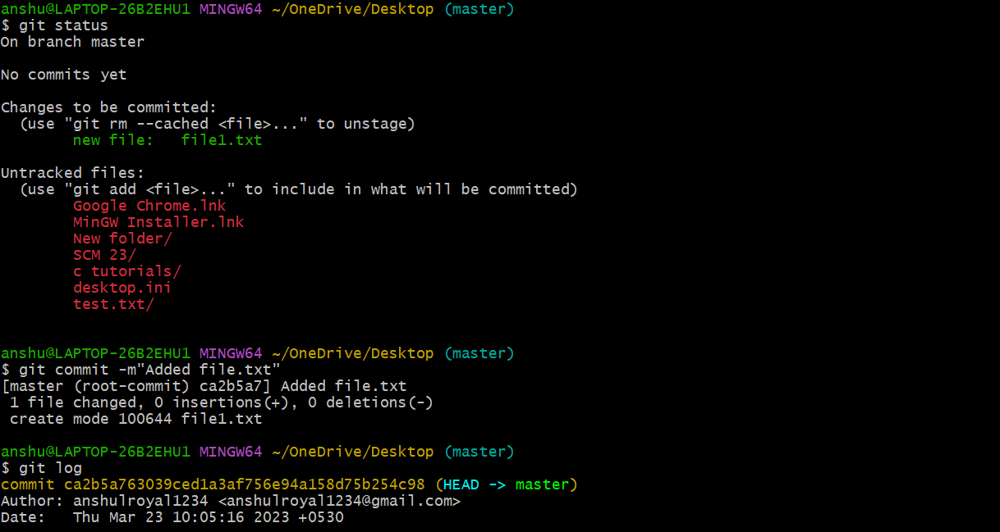 anshu@LAPTOP-26B2EHU1 MINGW64 ~/OneDrive/Desktop (master)
$ git status
On branch master
No commits yet
Changes to be committed:
  (use "git rm --cached <file>..." to unstage)
        new file:   file1.txt
Untracked files:
  (use "git add <file>..." to include in what will be committed)
        Google Chrome.lnk
        MinGW Installer.lnk
        New folder/
        SCM 23/
        c tutorials/
        desktop.ini
        test.txt/
anshu@LAPTOP-26B2EHU1 MINGW64 ~/OneDrive/Desktop (master)
$ git commit -m"Added file.txt"
[master (root-commit) ca2b5a7] Added file.txt
 1 file changed, 0 insertions(+), 0 deletions(-)
 create mode 100644 file1.txt
anshu@LAPTOP-26B2EHU1 MINGW64 ~/OneDrive/Desktop (master)
$ git log
commit ca2b5a763039ced1a3af756e94a158d75b254c98 (HEAD -> master)
Author: anshulroyal1234 <anshulroyal1234@gmail.com>
Date:   Thu Mar 23 10:05:16 2023 +0530